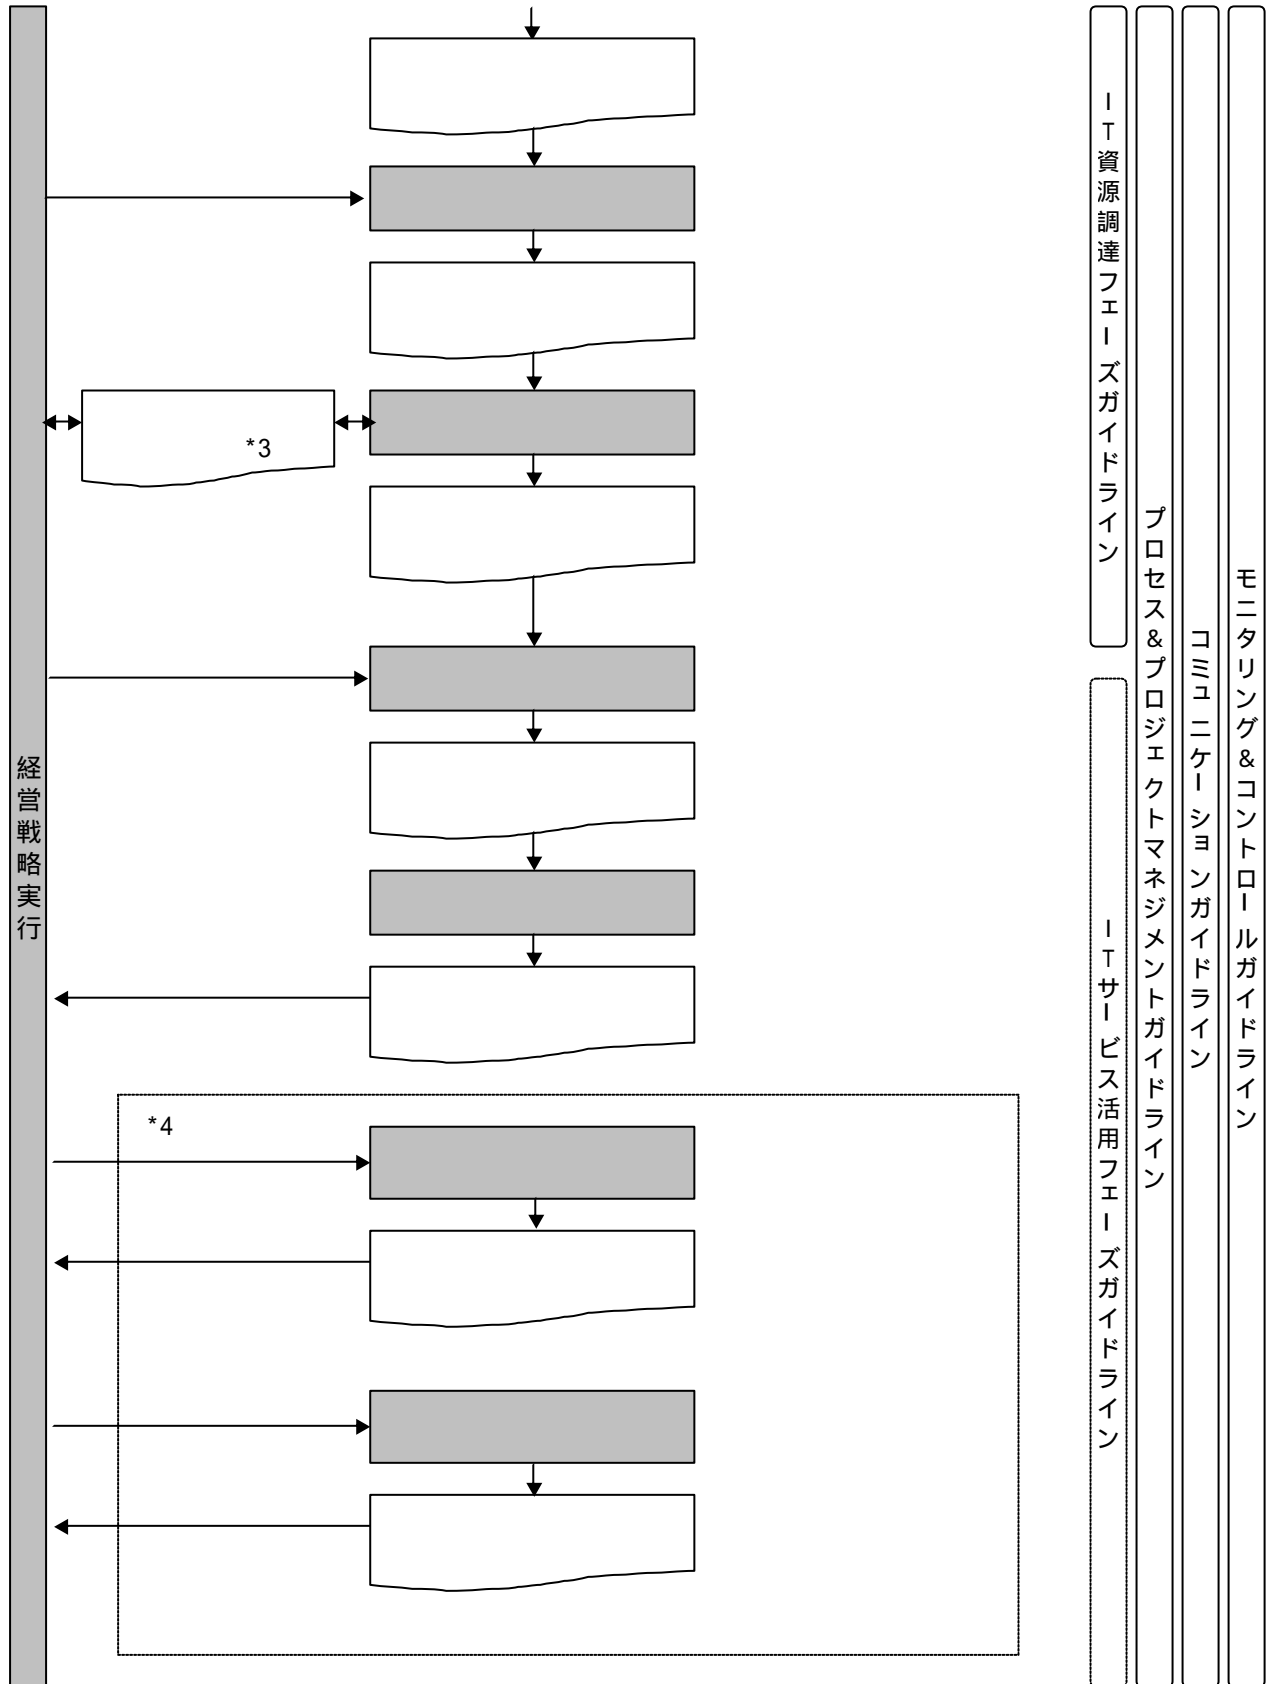 経営戦略実行
*3
*4
IT資源調達フェーズガイドライン
ITサービス活用フェーズガイドライン
プロセス&プロジェクトマネジメントガイドライン
コミュニケーションガイドライン
モニタリング&コントロールガイドライン